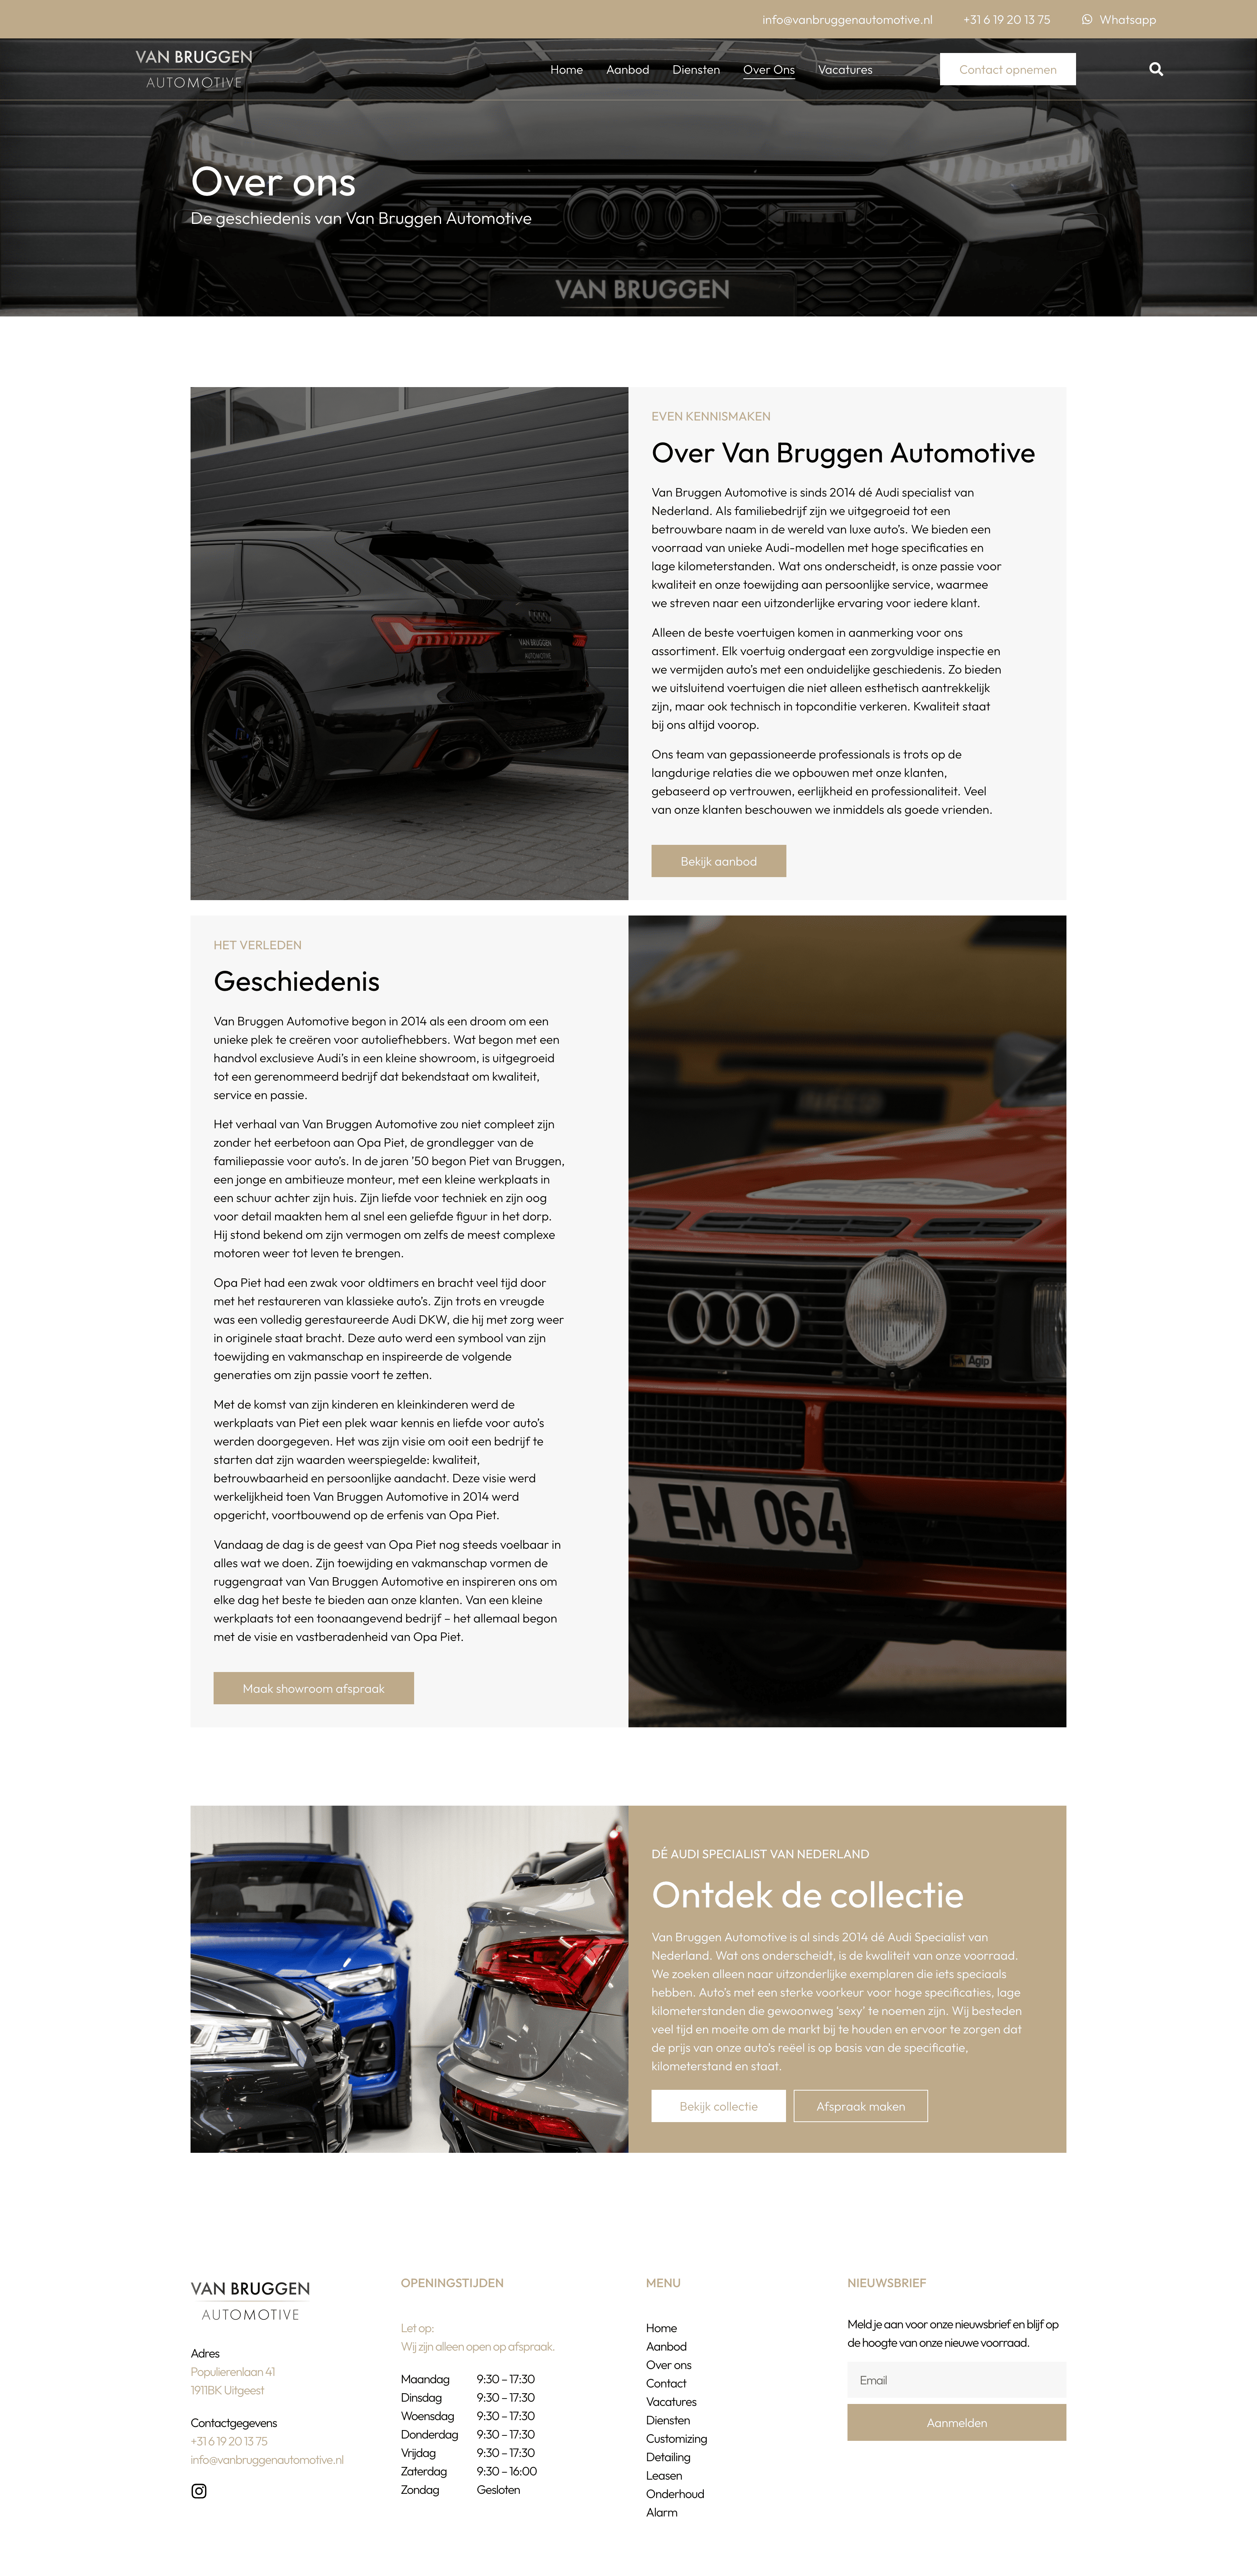 info@vanbruggenautomotive.nl +31 6 19 20 13 75 Whatsapp
VAN BRUGGEN
AUTOMOTIVE
Home Aanbod Diensten Over Ons Vacatures Contact opnemen
Over ons
De geschiedenis van Van Bruggen Automotive
VAN BRUGGEN
EVEN KENNISMAKEN
Over Van Bruggen Automotive
Van Bruggen Automotive is sinds 2014 dé Audi specialist van
Nederland. Als familiebedrijf zijn we uitgegroeid tot een
betrouwbare naam in de wereld van luxe auto's. We bieden een
voorraad van unieke Audi-modellen met hoge specificaties en
lage kilometerstanden. Wat ons onderscheidt, is onze passie voor
kwaliteit en onze toewijding aan persoonlijke service, waarmee
we streven naar een uitzonderlijke ervaring voor iedere klant.
Alleen de beste voertuigen komen in aanmerking voor ons
assortiment. Elk voertuig ondergaat een zorgvuldige inspectie en
we vermijden auto's met een onduidelijke geschiedenis. Zo bieden
we uitsluitend voertuigen die niet alleen esthetisch aantrekkelijk
zijn, maar ook technisch in topconditie verkeren. Kwaliteit staat
bij ons altijd voorop.
Ons team van gepassioneerde professionals is trots op de
langdurige relaties die we opbouwen met onze klanten,
gebaseerd op vertrouwen, eerlijkheid en professionaliteit. Veel
van onze klanten beschouwen we inmiddels als goede vrienden.
Bekijk aanbod
VAN BRUGGEN
AUTOMOTIVE
HET VERLEDEN
Geschiedenis
Van Bruggen Automotive begon in 2014 als een droom om een
unieke plek te creëren voor autoliefhebbers. Wat begon met een
handvol exclusieve Audi's in een kleine showroom, is uitgegroeid
tot een gerenommeerd bedrijf dat bekendstaat om kwaliteit,
service en passie.
Het verhaal van Van Bruggen Automotive zou niet compleet zijn
zonder het eerbetoon aan Opa Piet, de grondlegger van de
familiepassie voor auto's. In de jaren '50 begon Piet van Bruggen,
een jonge en ambitieuze monteur, met een kleine werkplaats in
een schuur achter zijn huis. Zijn liefde voor techniek en zijn oog
voor detail maakten hem al snel een geliefde figuur in het dorp.
Hij stond bekend om zijn vermogen om zelfs de meest complexe
motoren weer tot leven te brengen.
Opa Piet had een zwak voor oldtimers en bracht veel tijd door
met het restaureren van klassieke auto's. Zijn trots en vreugde
was een volledig gerestaureerde Audi DKW, die hij met zorg weer
in originele staat bracht. Deze auto werd een symbool van zijn
toewijding en vakmanschap en inspireerde de volgende
generaties om zijn passie voort te zetten.
Met de komst van zijn kinderen en kleinkinderen werd de
werkplaats van Piet een plek waar kennis en liefde voor auto's
werden doorgegeven. Het was zijn visie om ooit een bedrijf te
starten dat zijn waarden weerspiegelde: kwaliteit,
betrouwbaarheid en persoonlijke aandacht. Deze visie werd
werkelijkheid toen Van Bruggen Automotive in 2014 werd
opgericht, voortbouwend op de erfenis van Opa Piet.
Vandaag de dag is de geest van Opa Piet nog steeds voelbaar in
alles wat we doen. Zijn toewijding en vakmanschap vormen de
ruggengraat van Van Bruggen Automotive en inspireren ons om
elke dag het beste te bieden aan onze klanten. Van een kleine
werkplaats tot een toonaangevend bedrijf – het allemaal begon
met de visie en vastberadenheid van Opa Piet.
Maak showroom afspraak
Agip
EM 064
DÉ AUDI SPECIALIST VAN NEDERLAND
Ontdek de collectie
Van Bruggen Automotive is al sinds 2014 dé Audi Specialist van
Nederland. Wat ons onderscheidt, is de kwaliteit van onze voorraad.
We zoeken alleen naar uitzonderlijke exemplaren die iets speciaals
hebben. Auto's met een sterke voorkeur voor hoge specificaties, lage
kilometerstanden die gewoonweg 'sexy' te noemen zijn. Wij besteden
veel tijd en moeite om de markt bij te houden en ervoor te zorgen dat
de prijs van onze auto's reëel is op basis van de specificatie,
kilometerstand en staat.
Bekijk collectie Afspraak maken
VAN BRUGGEN
AUTOMOTIVE
Adres
Populierenlaan 41
1911BK Uitgeest
Contactgegevens
+31 6 19 20 13 75
info@vanbruggenautomotive.nl
OPENINGSTIJDEN
Let op:
Wij zijn alleen open op afspraak.
Maandag 9:30 – 17:30
Dinsdag 9:30 – 17:30
Woensdag 9:30 – 17:30
Donderdag 9:30 – 17:30
Vrijdag 9:30 – 17:30
Zaterdag 9:30 – 16:00
Zondag Gesloten
MENU
Home
Aanbod
Over ons
Contact
Vacatures
Diensten
Customizing
Detailing
Leasen
Onderhoud
Alarm
NIEUWSBRIEF
Meld je aan voor onze nieuwsbrief en blijf op
de hoogte van onze nieuwe voorraad.
Email
Aanmelden